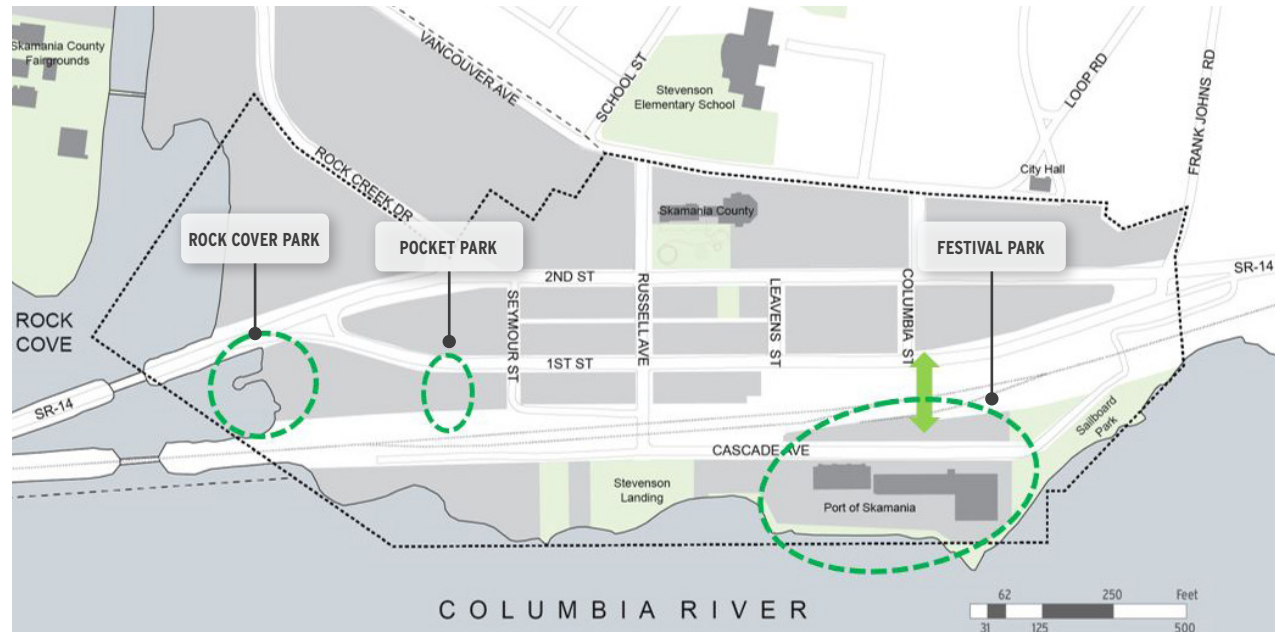 Skamania County
Fairgrounds
VANCOUVER AVE
SCHOOL ST
Stevenson
Elementary School
LOOP RD
FRANK JOHNS RD
City Hall
ROCK CREEK DR
Skamania County
ROCK COVER PARK
POCKET PARK
FESTIVAL PARK
2ND ST
SEYMOUR ST
RUSSELL AVE
LEAVENS ST
COLUMBIA ST
SR-14
ROCK
COVE
1ST ST
SR-14
CASCADE AVE
Sailboard
Park
Stevenson
Landing
Port of Skamania
COLUMBIA RIVER
62 250 Feet
31 125 500